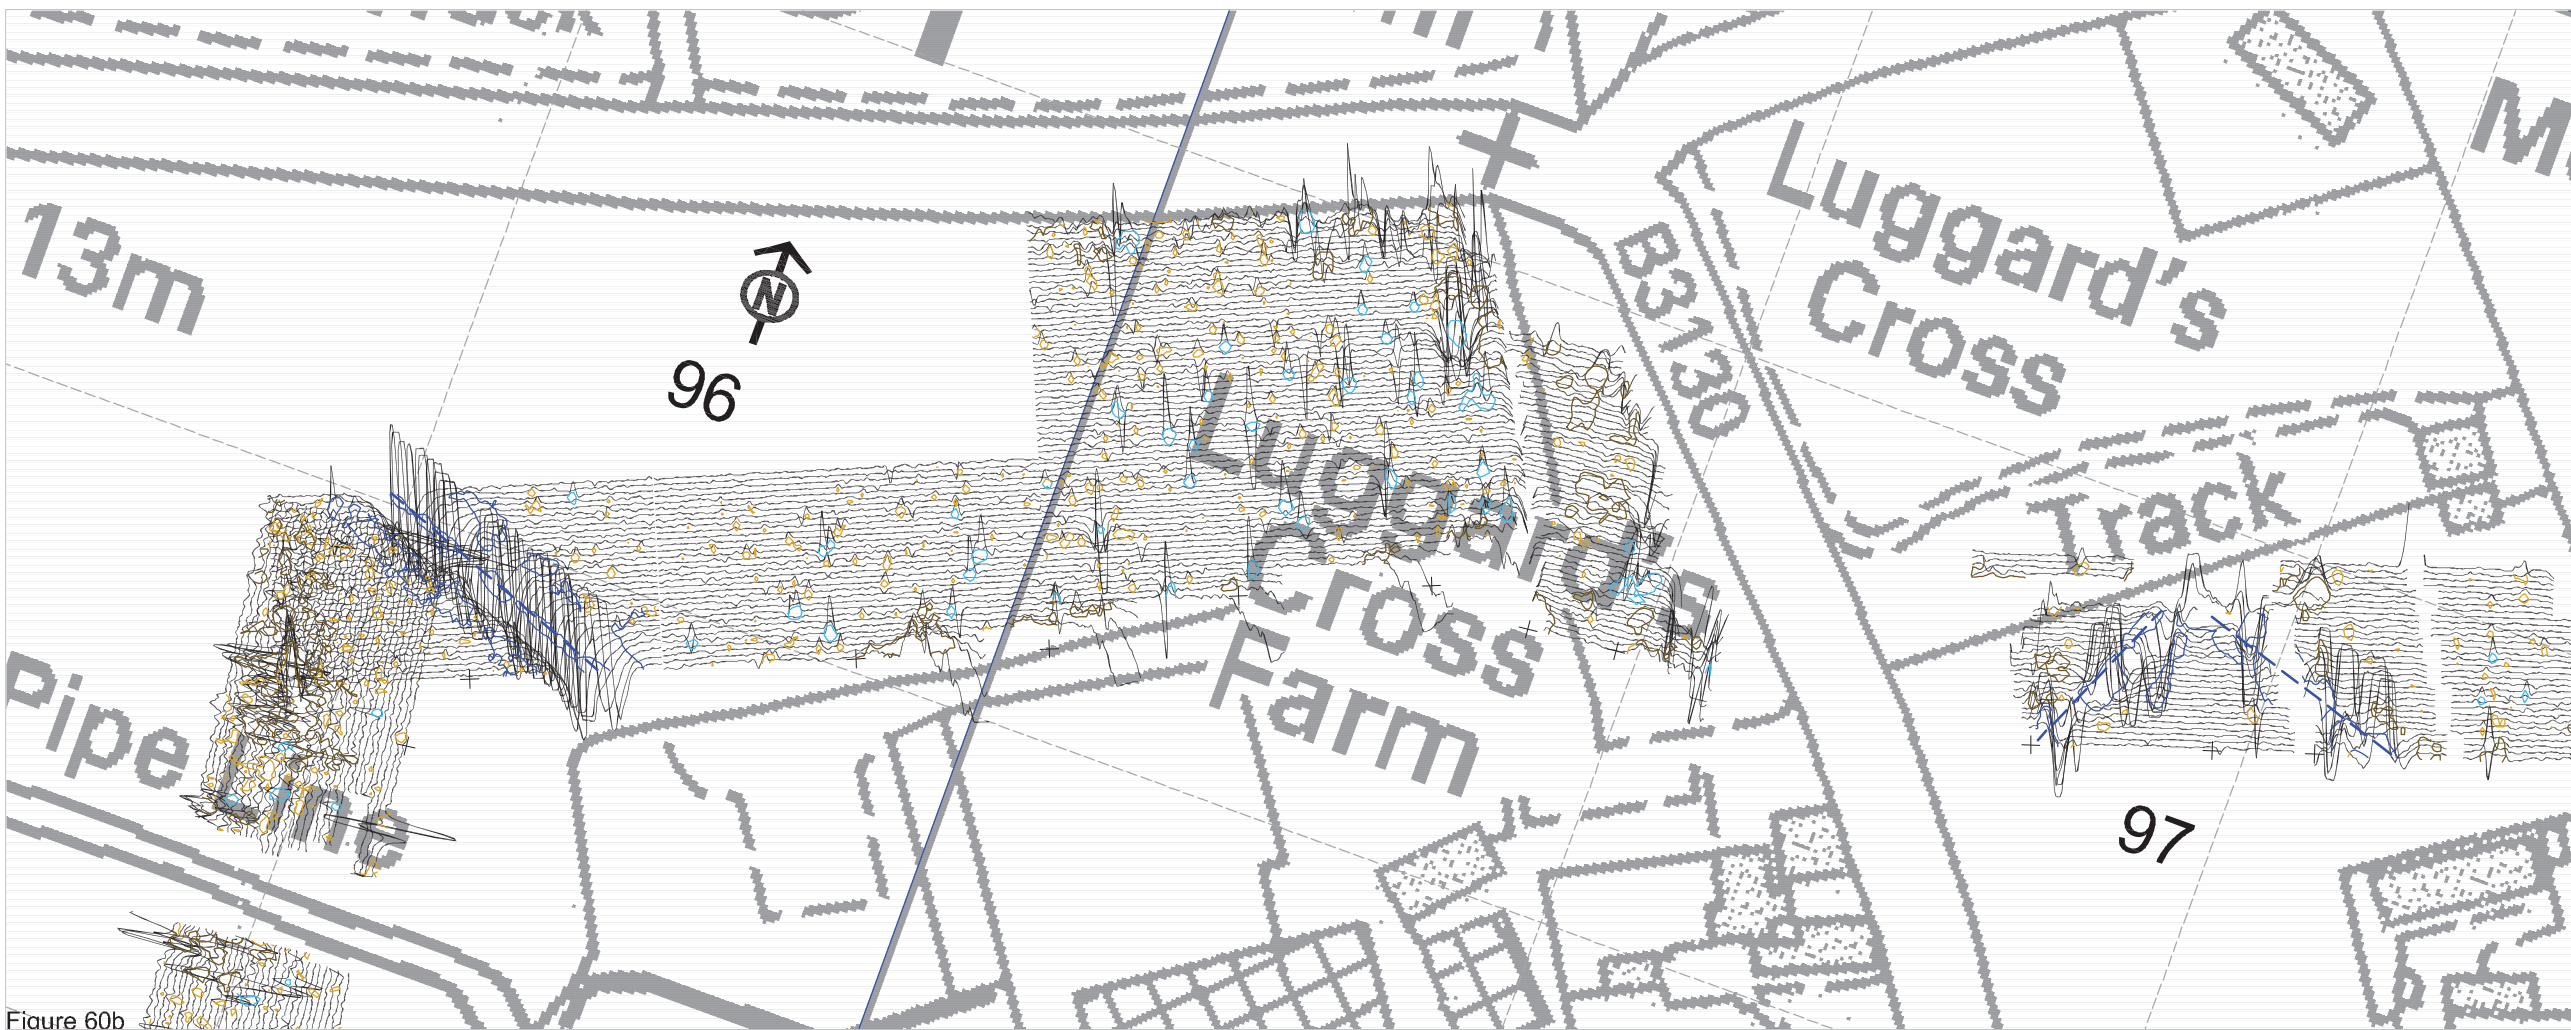 13m
N
96
B3130
Luggard's
Cross
Track
Luggard's
Cross
Farm
Pipe Line
97
Figure 60b